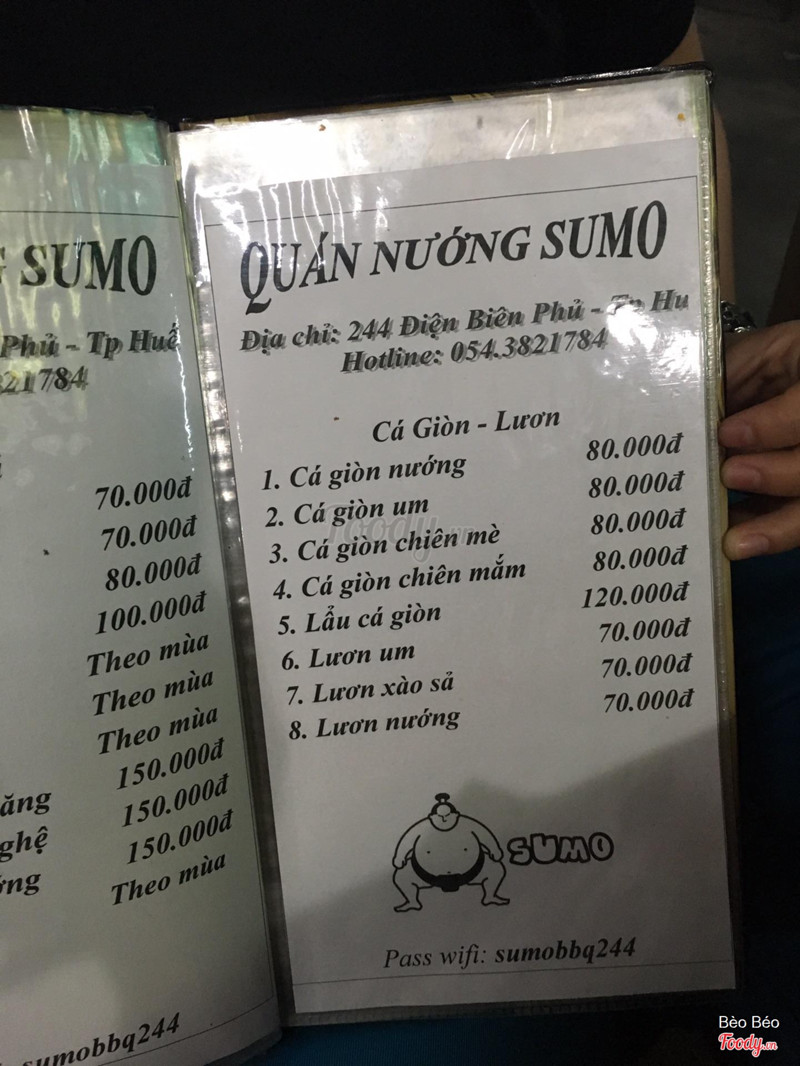 G SUMO
Phủ - Tp Huế
3821784
70.000đ
70.000đ
80.000đ
100.000đ
Theo mùa
Theo mùa
Theo mùa
150.000đ
ăng 150.000đ
ghệ 150.000đ
ớng Theo mùa
sumobbq244
QUÁN NƯỚNG SUMO
Địa chỉ: 244 Điện Biên Phủ - Tp Hu
Hotline: 054.3821784
Cá Giòn - Lươn
1. Cá giòn nướng 80.000đ
2. Cá giòn um 80.000đ
3. Cá giòn chiên mè 80.000đ
4. Cá giòn chiên mắm 80.000đ
5. Lẩu cá giòn 120.000đ
6. Lươn um 70.000đ
7. Lươn xào sả 70.000đ
8. Lươn nướng 70.000đ
SUMO
Pass wifi: sumobbq244
Foody.vn
Bèo Béo
Foody.vn